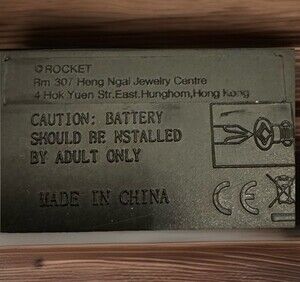 © ROCKET
Rm 307 Heng Ngai Jewelry Centre
4 Hok Yuen Str.East.Hunghom,Hong Kong
CAUTION: BATTERY
SHOULD BE NSTALLED
BY ADULT ONLY
MADE IN CHINA
CE